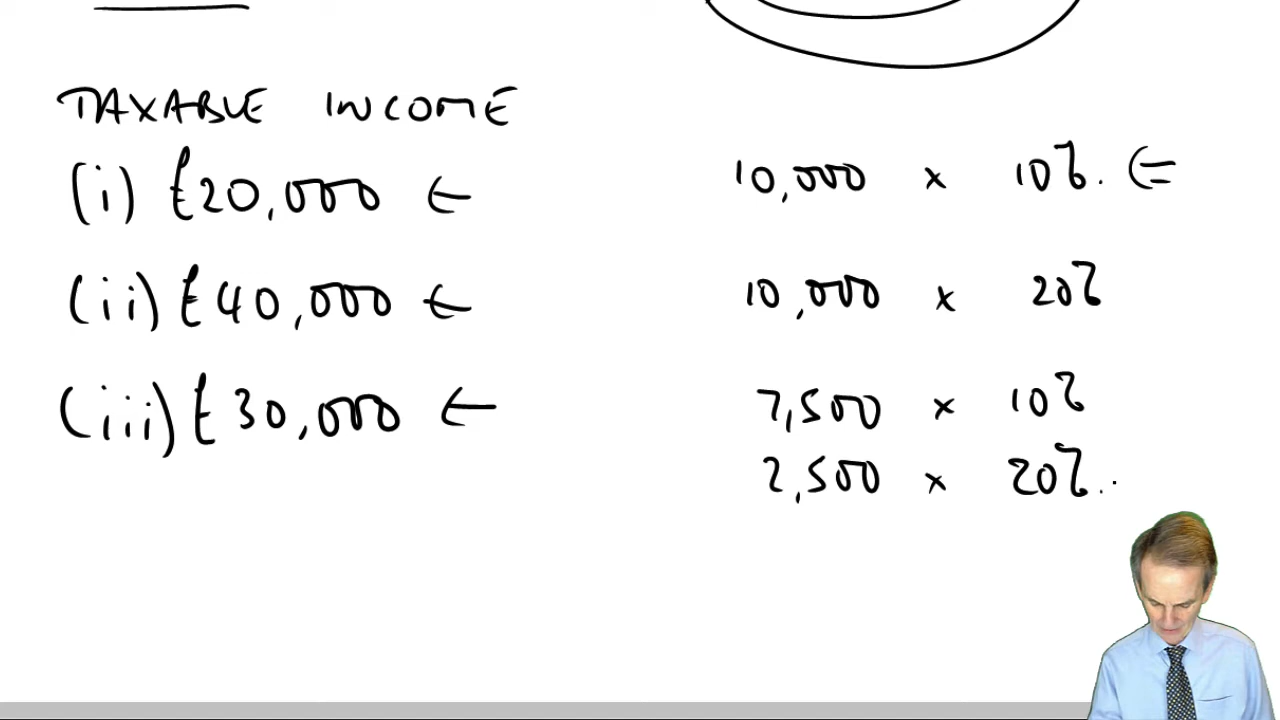 TAXABLE INCOME
(i) £20,000 ← 10,000 x 10%. ⇐
(ii) £40,000 ← 10,000 x 20%
(iii) £30,000 ← 7,500 x 10%
2,500 x 20%..